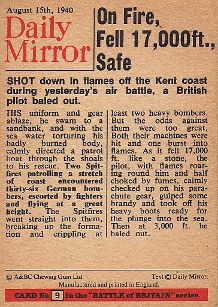 August 15th, 1940
Daily
Mirror
On Fire,
Fell 17,000ft.,
Safe
SHOT down in flames off the Kent coast
during yesterday's air battle, a British
pilot baled out.
HIS uniform and gear
ablaze, he swam to a
sandbank, and with the
sea water torturing his
badly burned body,
calmly directed a patrol
boat through the shoals
to his rescue. Two Spit-
fires patrolling a stretch
of coast encountered
thirty-six German bom-
bers, escorted by fighters
and flying at a great
height. The Spitfires
went straight into them,
breaking up the forma-
tion and crippling at
least two heavy bombers.
But the odds against
them were too great.
Both their machines were
hit and one burst into
flames. As it fell 17,000
ft. like a stone, the
pilot, with flames roar-
ing round him and half
choked by fumes, calmly
checked up on his para-
chute gear, gulped some
brandy and took off his
heavy boots ready for
the plunge into the sea.
Then at 3,000 ft. he
baled out.
© A&BC Chewing Gum Ltd.
Text © Daily Mirror.
Manufactured and printed in England.
CARD No. 9 in the "BATTLE OF BRITAIN" series.